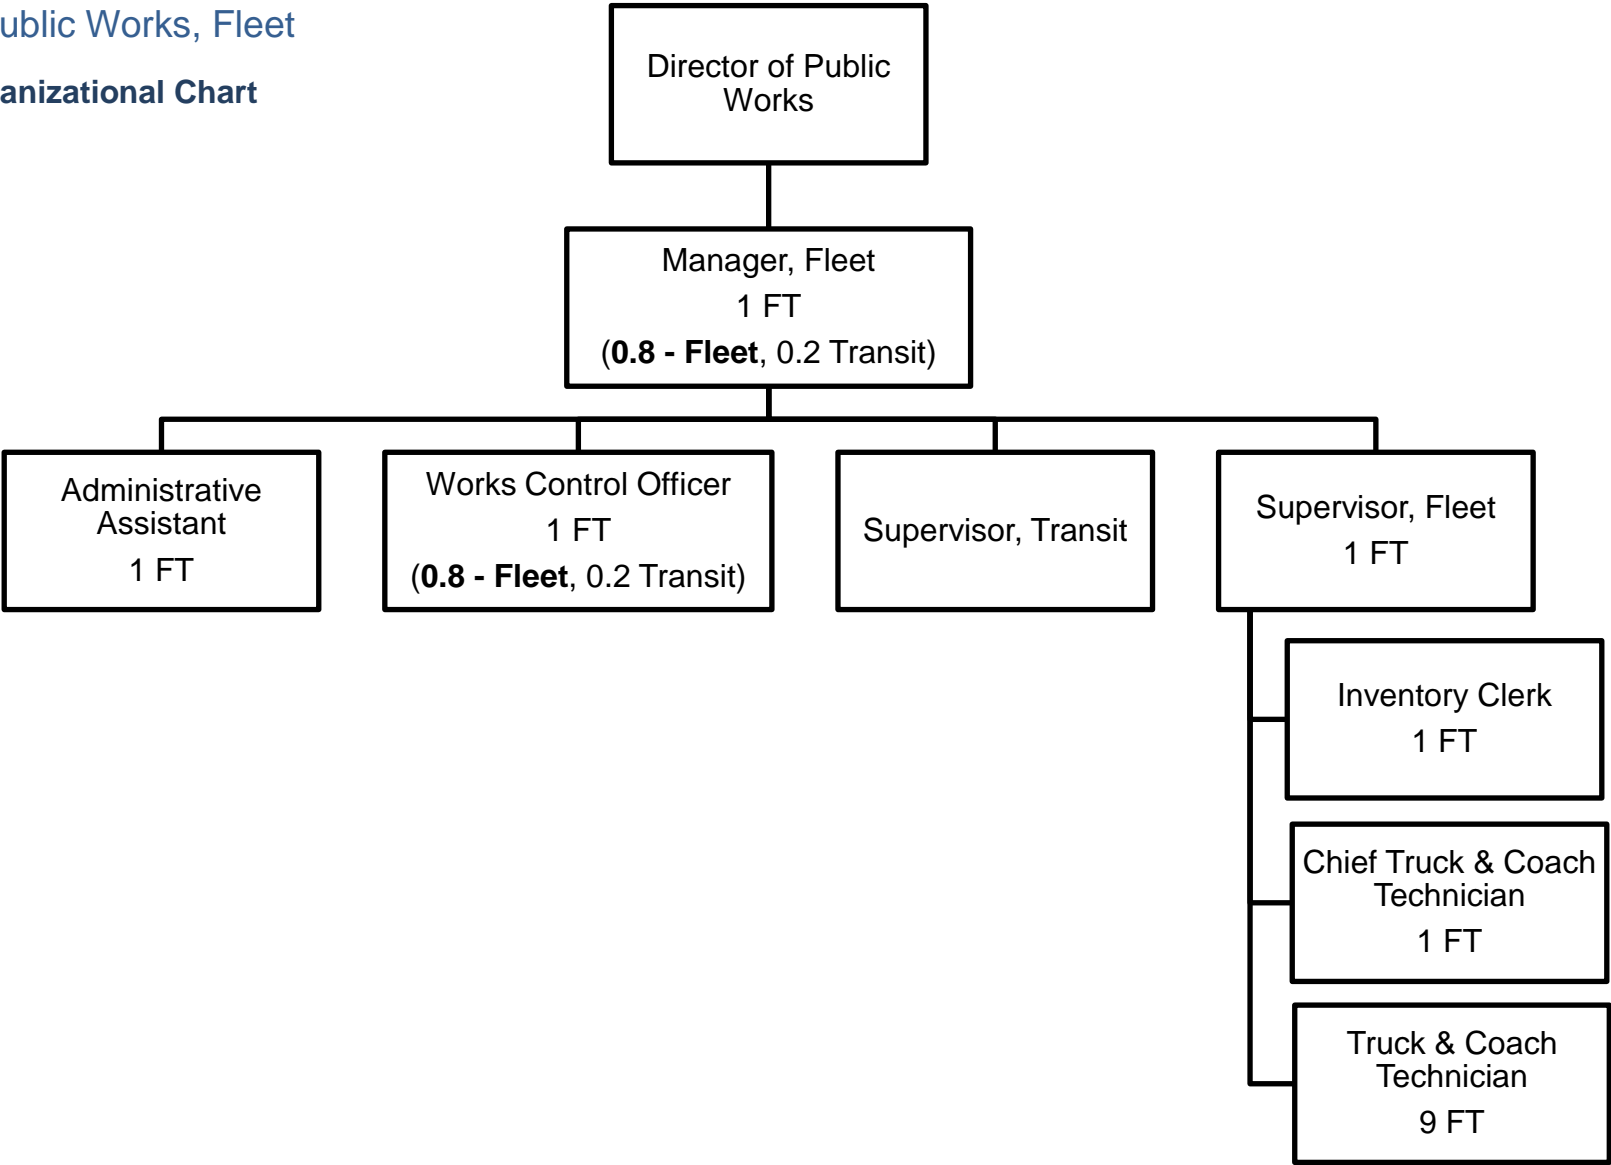 ublic Works, Fleet
anizational Chart
Director of Public
Works
Manager, Fleet
1 FT
(0.8 - Fleet, 0.2 Transit)
Administrative
Assistant
1 FT
Works Control Officer
1 FT
(0.8 - Fleet, 0.2 Transit)
Supervisor, Transit
Supervisor, Fleet
1 FT
Inventory Clerk
1 FT
Chief Truck & Coach
Technician
1 FT
Truck & Coach
Technician
9 FT